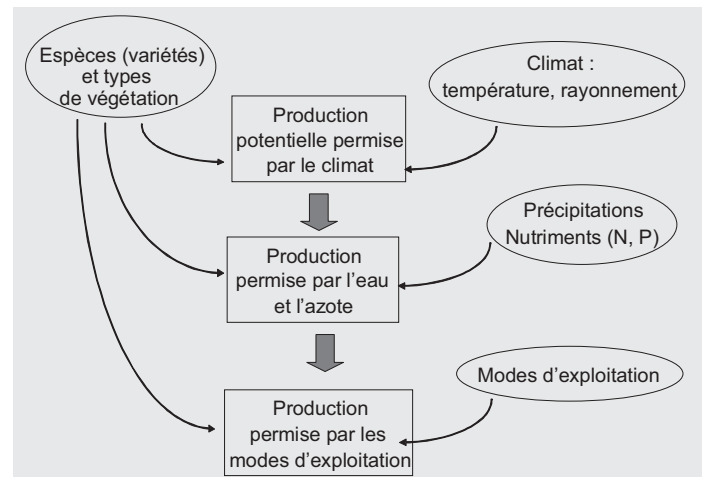 Espèces (variétés)
et types
de végétation
Climat :
température, rayonnement
Production
potentielle permise
par le climat
Précipitations
Nutriments (N, P)
Production
permise par l'eau
et l'azote
Modes d'exploitation
Production
permise par les
modes d'exploitation